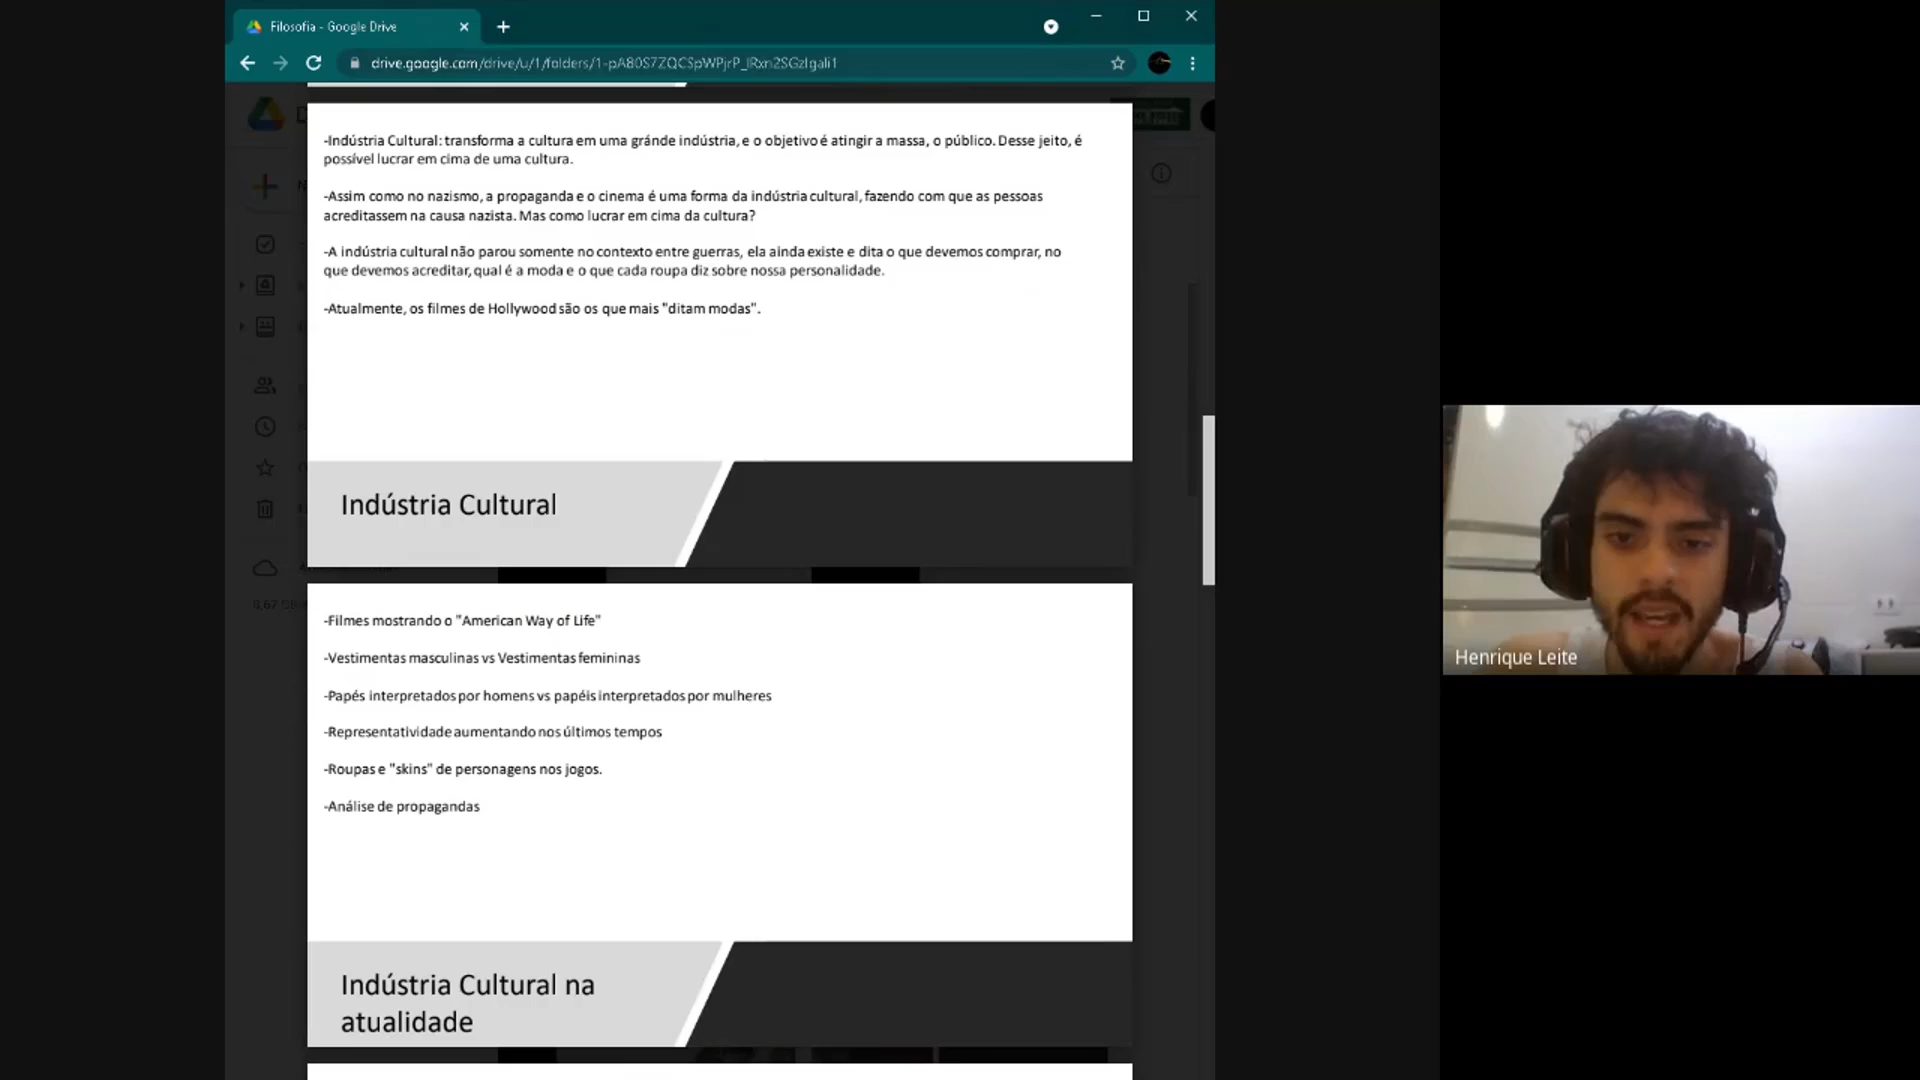 Filosofia - Google Drive
drive.google.com/drive/u/1/folders/1-pA80S7ZQCSpWPjrP_lRxn2SGzIgali1
-Indústria Cultural: transforma a cultura em uma gránde indústria, e o objetivo é atingir a massa, o público. Desse jeito, é
possível lucrar em cima de uma cultura.
-Assim como no nazismo, a propaganda e o cinema é uma forma da indústria cultural, fazendo com que as pessoas
acreditassem na causa nazista. Mas como lucrar em cima da cultura?
-A indústria cultural não parou somente no contexto entre guerras, ela ainda existe e dita o que devemos comprar, no
que devemos acreditar, qual é a moda e o que cada roupa diz sobre nossa personalidade.
-Atualmente, os filmes de Hollywood são os que mais "ditam modas".
Indústria Cultural
-Filmes mostrando o "American Way of Life"
-Vestimentas masculinas vs Vestimentas femininas
-Papés interpretados por homens vs papéis interpretados por mulheres
-Representatividade aumentando nos últimos tempos
-Roupas e "skins" de personagens nos jogos.
-Análise de propagandas
Indústria Cultural na
atualidade
Henrique Leite